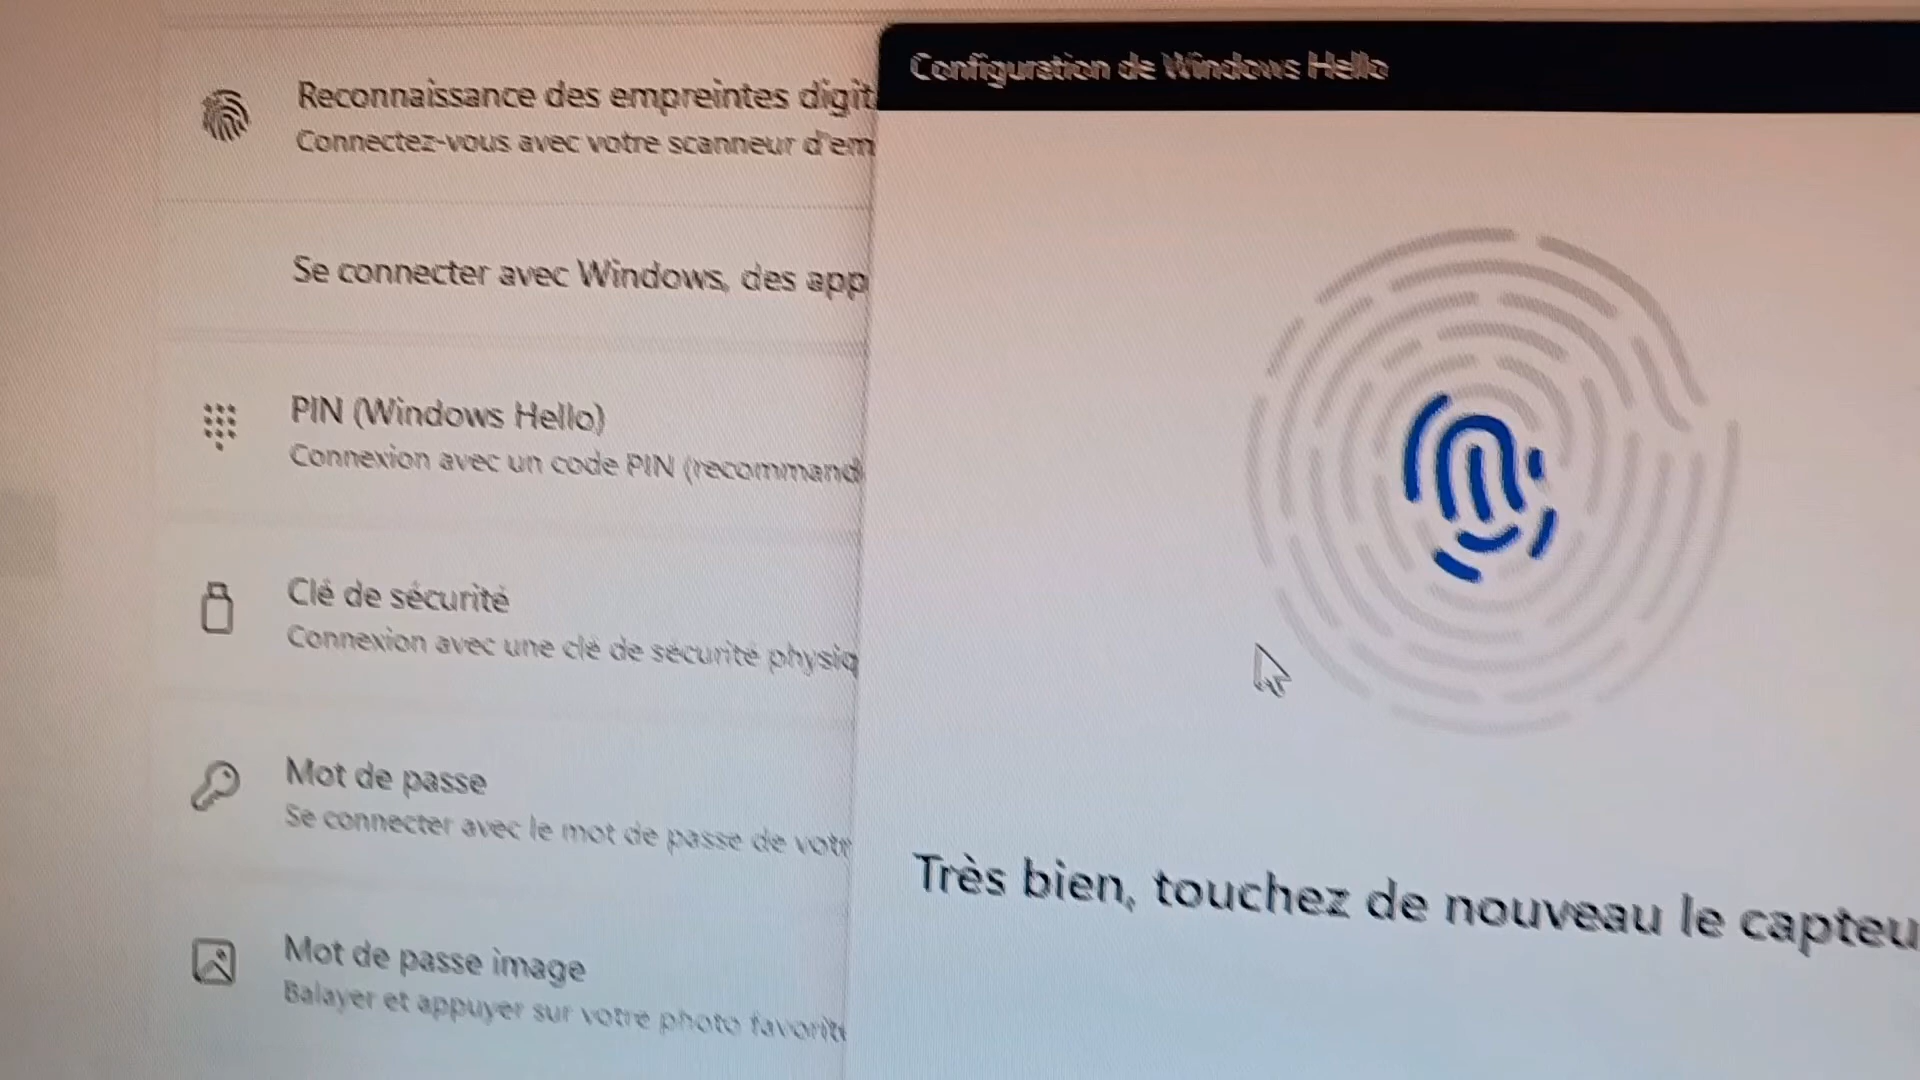 Configuration de Windows Hello
Reconnaissance des empreintes digit
Connectez-vous avec votre scanneur d'em
Se connecter avec Windows, des app
PIN (Windows Hello)
Connexion avec un code PIN (recommand
Clé de sécurité
Connexion avec une clé de sécurité physiq
Mot de passe
Se connecter avec le mot de passe de votr
Mot de passe image
Balayer et appuyer sur votre photo favorite
Très bien, touchez de nouveau le capteu